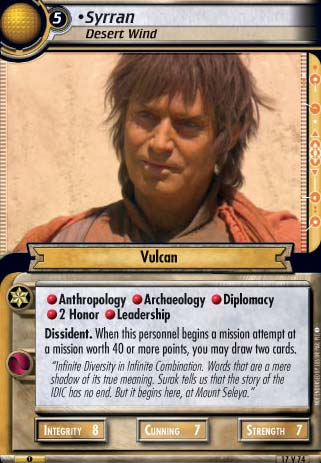 5
•Syrran
Desert Wind
Vulcan
Anthropology Archaeology Diplomacy
2 Honor Leadership
Dissident. When this personnel begins a mission attempt at
a mission worth 40 or more points, you may draw two cards.
"Infinite Diversity in Infinite Combination. Words that are a mere
shadow of its true meaning. Surak tells us that the story of the
IDIC has no end. But it begins here, at Mount Seleya."
INTEGRITY 8 CUNNING 7 STRENGTH 7
17 V 74